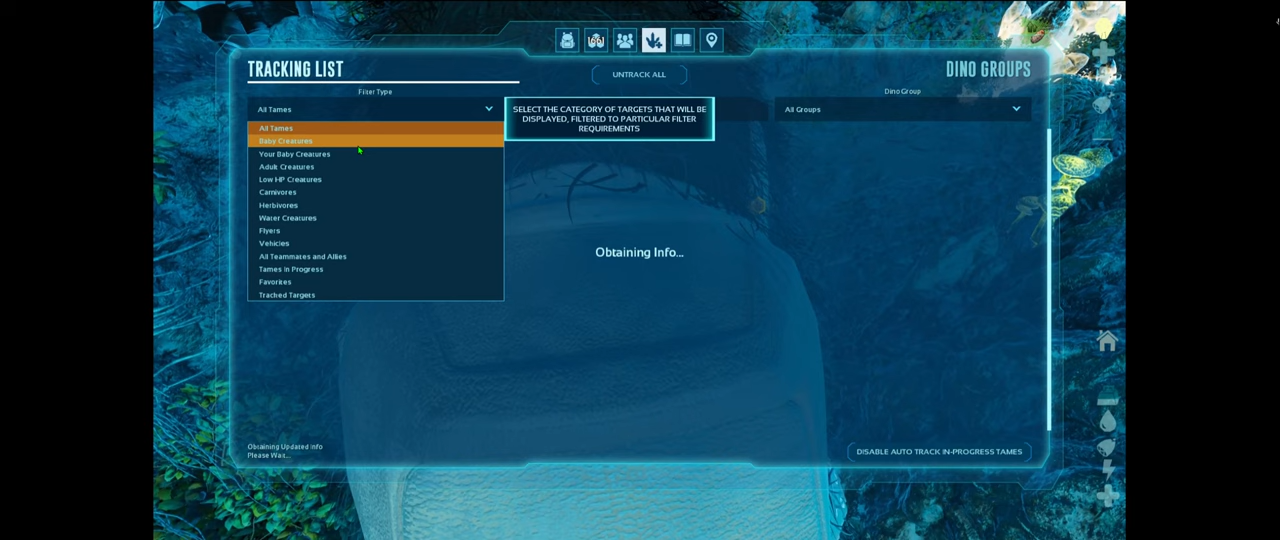 TRACKING LIST
UNTRACK ALL
DINO GROUPS
Filter Type
Dino Group
All Tames
SELECT THE CATEGORY OF TARGETS THAT WILL BE
DISPLAYED, FILTERED TO PARTICULAR FILTER
REQUIREMENTS
All Groups
All Tames
Baby Creatures
Your Baby Creatures
Adult Creatures
Low HP Creatures
Carnivores
Herbivores
Water Creatures
Flyers
Vehicles
All Teammates and Allies
Tames In Progress
Favorites
Trached Targets
Obtaining Info...
Obtaining Updated Info
Please Wait...
DISABLE AUTO TRACK IN-PROGRESS TAMES